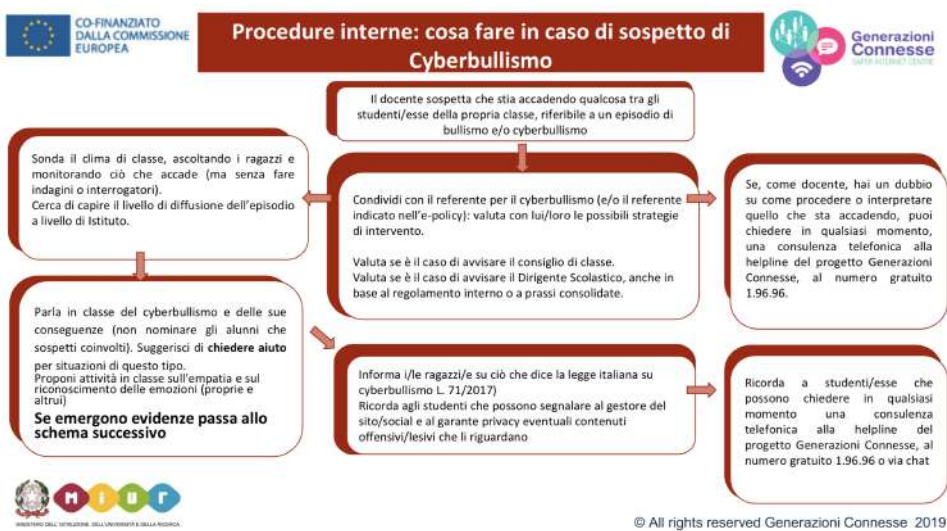 CO-FINANZIATO
DALLA COMMISSIONE
EUROPEA
Procedure interne: cosa fare in caso di sospetto di
Cyberbullismo
Generazioni
Connesse
SAFER INTERNET CENTRE
Il docente sospetta che stia accadendo qualcosa tra gli
studenti/esse della propria classe, riferibile a un episodio di
bullismo e/o cyberbullismo
Sonda il clima di classe, ascoltando i ragazzi e
monitorando ciò che accade (ma senza fare
indagini o interrogatori).
Cerca di capire il livello di diffusione dell'episodio
a livello di Istituto.
Condividi con il referente per il cyberbullismo (e/o il referente
indicato nell'e-policy): valuta con lui/loro le possibili strategie
di intervento.
Valuta se è il caso di avvisare il consiglio di classe.
Valuta se è il caso di avvisare il Dirigente Scolastico, anche in
base al regolamento interno o a prassi consolidate.
Se, come docente, hai un dubbio
su come procedere o interpretare
quello che sta accadendo, puoi
chiedere in qualsiasi momento,
una consulenza telefonica alla
helpline del progetto Generazioni
Connesse, al numero gratuito
1.96.96.
Parla in classe del cyberbullismo e delle sue
conseguenze (non nominare gli alunni che
sospetti coinvolti). Suggerisci di chiedere aiuto
per situazioni di questo tipo.
Proponi attività in classe sull'empatia e sul
riconoscimento delle emozioni (proprie e
altrui)
Se emergono evidenze passa allo
schema successivo
Informa i/le ragazzi/e su ciò che dice la legge italiana su
cyberbullismo L. 71/2017)
Ricorda agli studenti che possono segnalare al gestore del
sito/social e al garante privacy eventuali contenuti
offensivi/lesivi che li riguardano
Ricorda a studenti/esse che
possono chiedere in qualsiasi
momento una consulenza
telefonica alla helpline del
progetto Generazioni Connesse, al
numero gratuito 1.96.96 o via chat
miur
MINISTERO DELL'ISTRUZIONE, DELL'UNIVERSITÀ E DELLA RICERCA
© All rights reserved Generazioni Connesse 2019